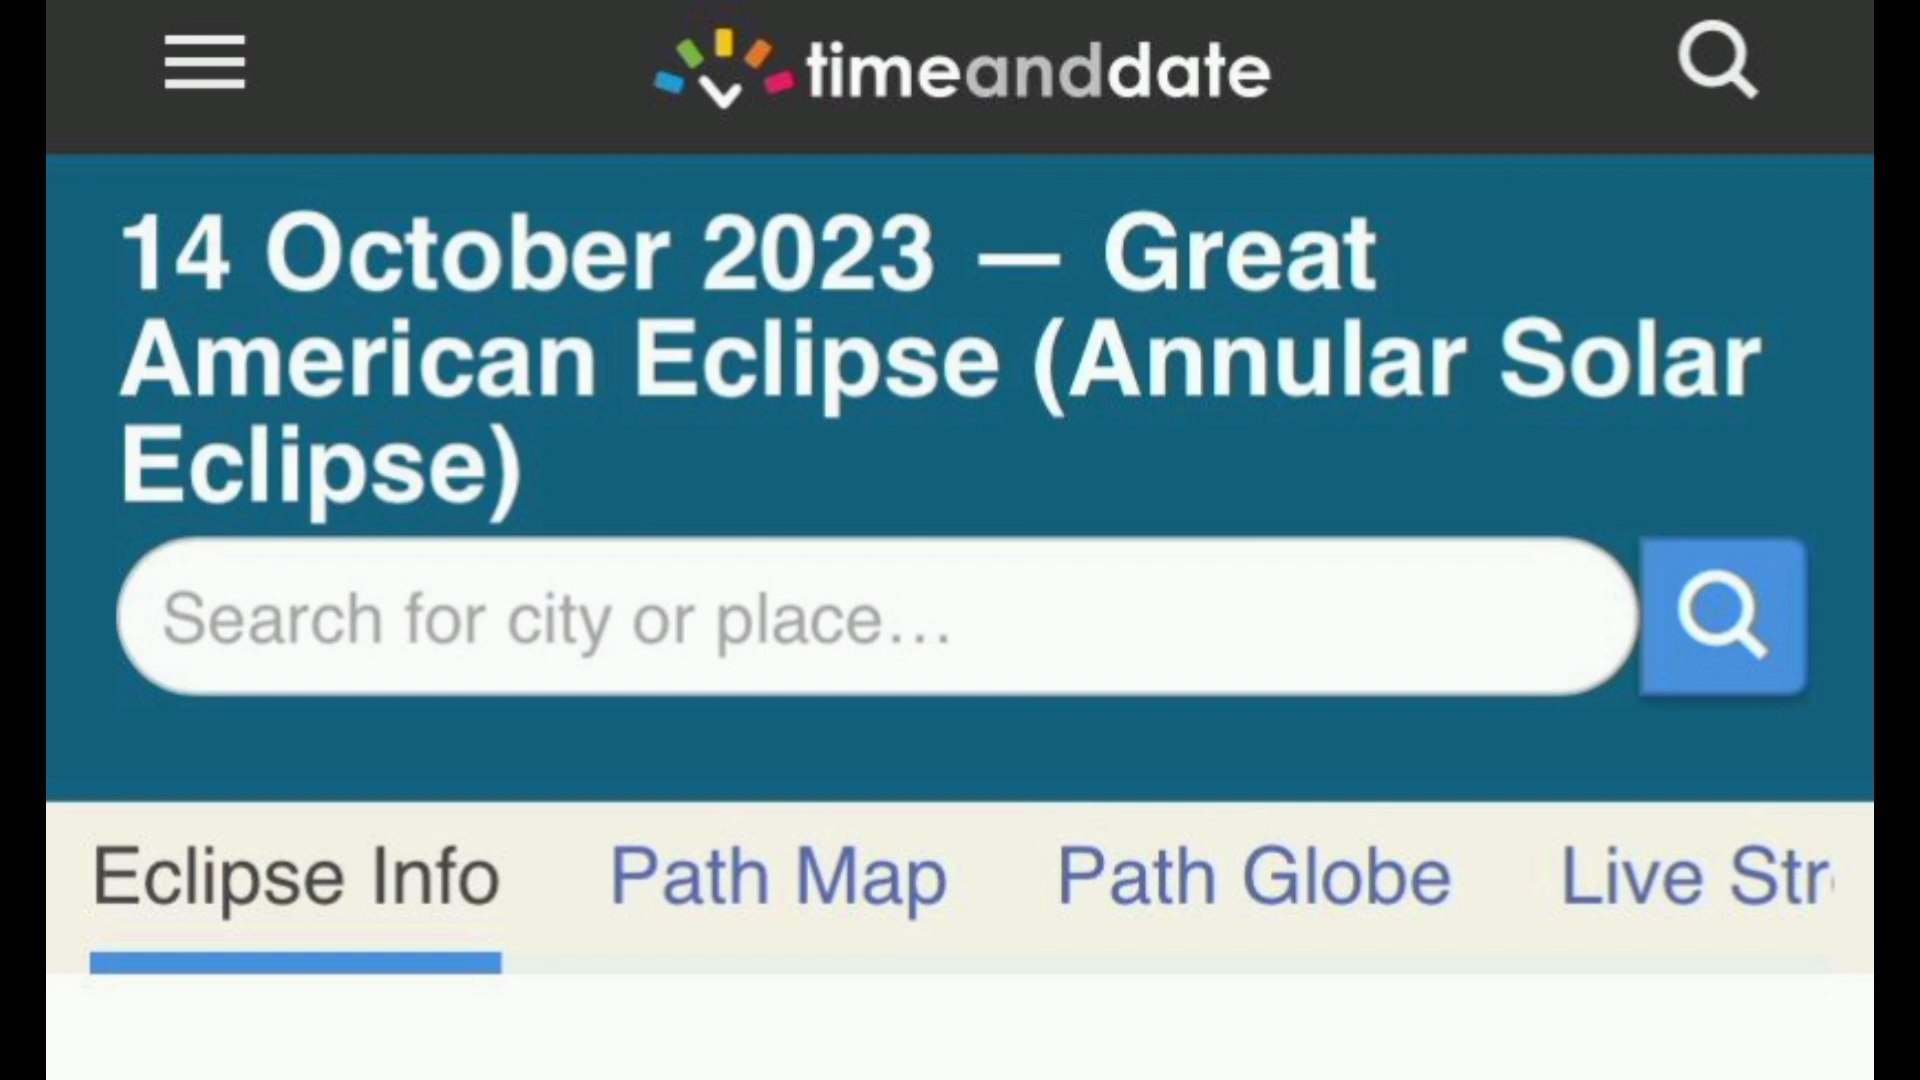 timeanddate
14 October 2023 — Great
American Eclipse (Annular Solar
Eclipse)
Search for city or place...
Eclipse Info Path Map Path Globe Live Str